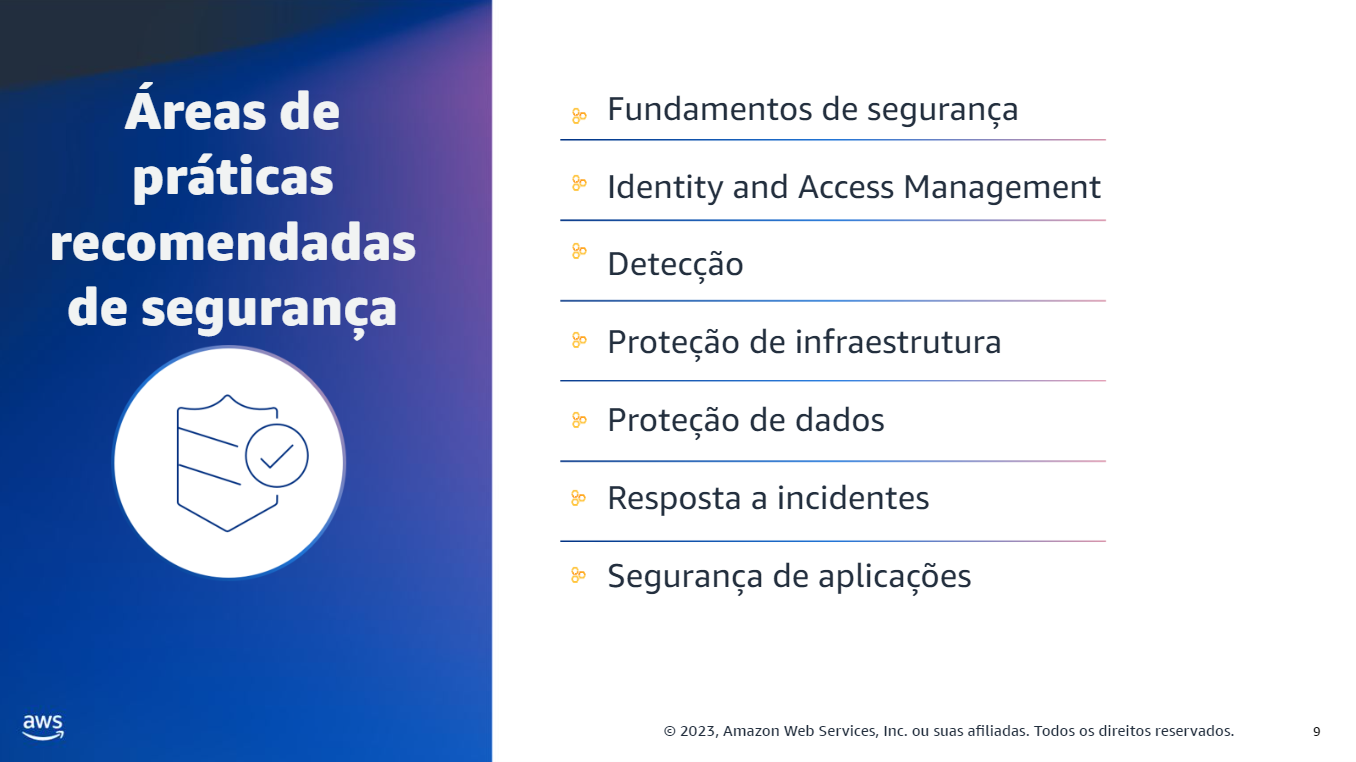 Áreas de
práticas
recomendadas
de segurança
Fundamentos de segurança
Identity and Access Management
Detecção
Proteção de infraestrutura
Proteção de dados
Resposta a incidentes
Segurança de aplicações
aws
© 2023, Amazon Web Services, Inc. ou suas afiliadas. Todos os direitos reservados.
9